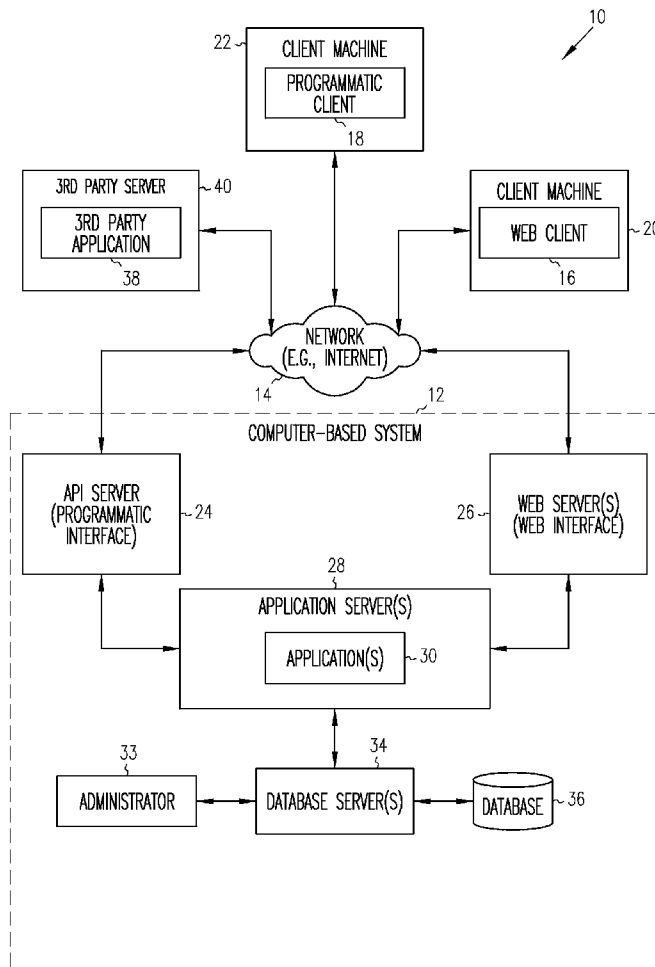 10
22
CLIENT MACHINE
PROGRAMMATIC
CLIENT
18
3RD PARTY SERVER
40
3RD PARTY
APPLICATION
38
CLIENT MACHINE
WEB CLIENT
20
16
NETWORK
(E.G., INTERNET)
14
12
COMPUTER-BASED SYSTEM
API SERVER
(PROGRAMMATIC
INTERFACE)
24
26
WEB SERVER(S)
(WEB INTERFACE)
28
APPLICATION SERVER(S)
APPLICATION(S)
30
33
ADMINISTRATOR
34
DATABASE SERVER(S)
DATABASE
36